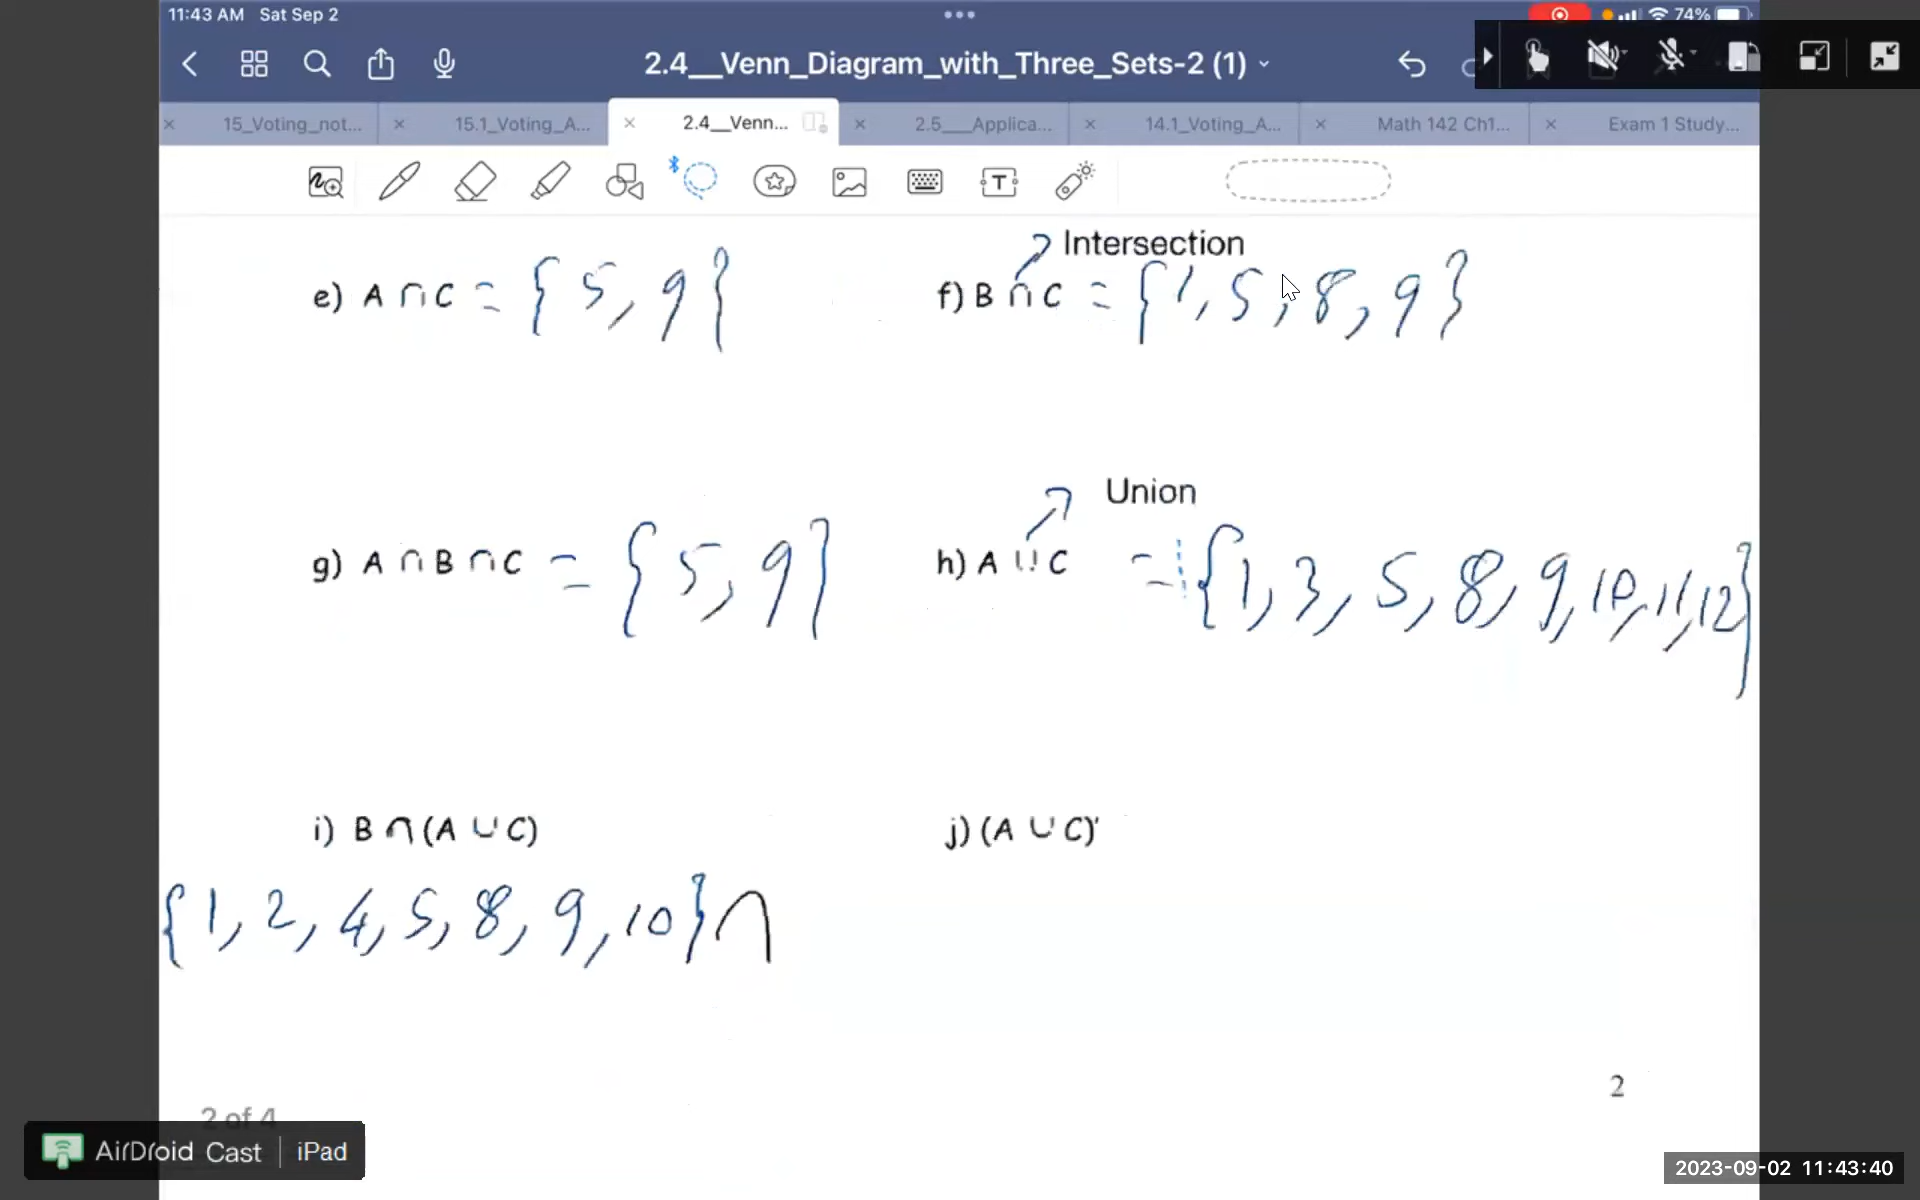 11:43 AM Sat Sep 2
74%
2.4__Venn_Diagram_with_Three_Sets-2 (1)
15_Voting_not...
15.1_Voting_A...
2.4__Venn...
2.5___Applica...
14.1_Voting_A...
Math 142 Ch1...
Exam 1 Study...
Intersection
e) A ∩ C = {5, 9}
f) B ∩ C = {1, 5, 8, 9}
Union
g) A ∩ B ∩ C = {5, 9}
h) A ∪ C = {1, 3, 5, 8, 9, 10, 11, 12}
i) B ∩ (A ∪ C)
j) (A ∪ C)'
{1, 2, 4, 5, 8, 9, 10} ∩
2
2 of 4
AirDroid Cast | iPad
2023-09-02 11:43:40